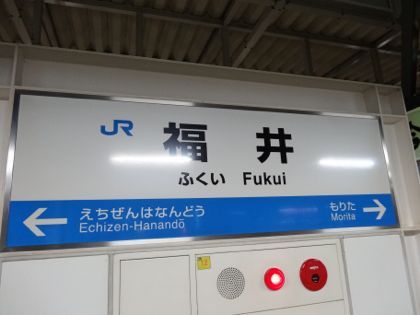 JR 福井
ふくい Fukui
えちぜんはなんどう
Echizen-Hanandō
もりた
Morita